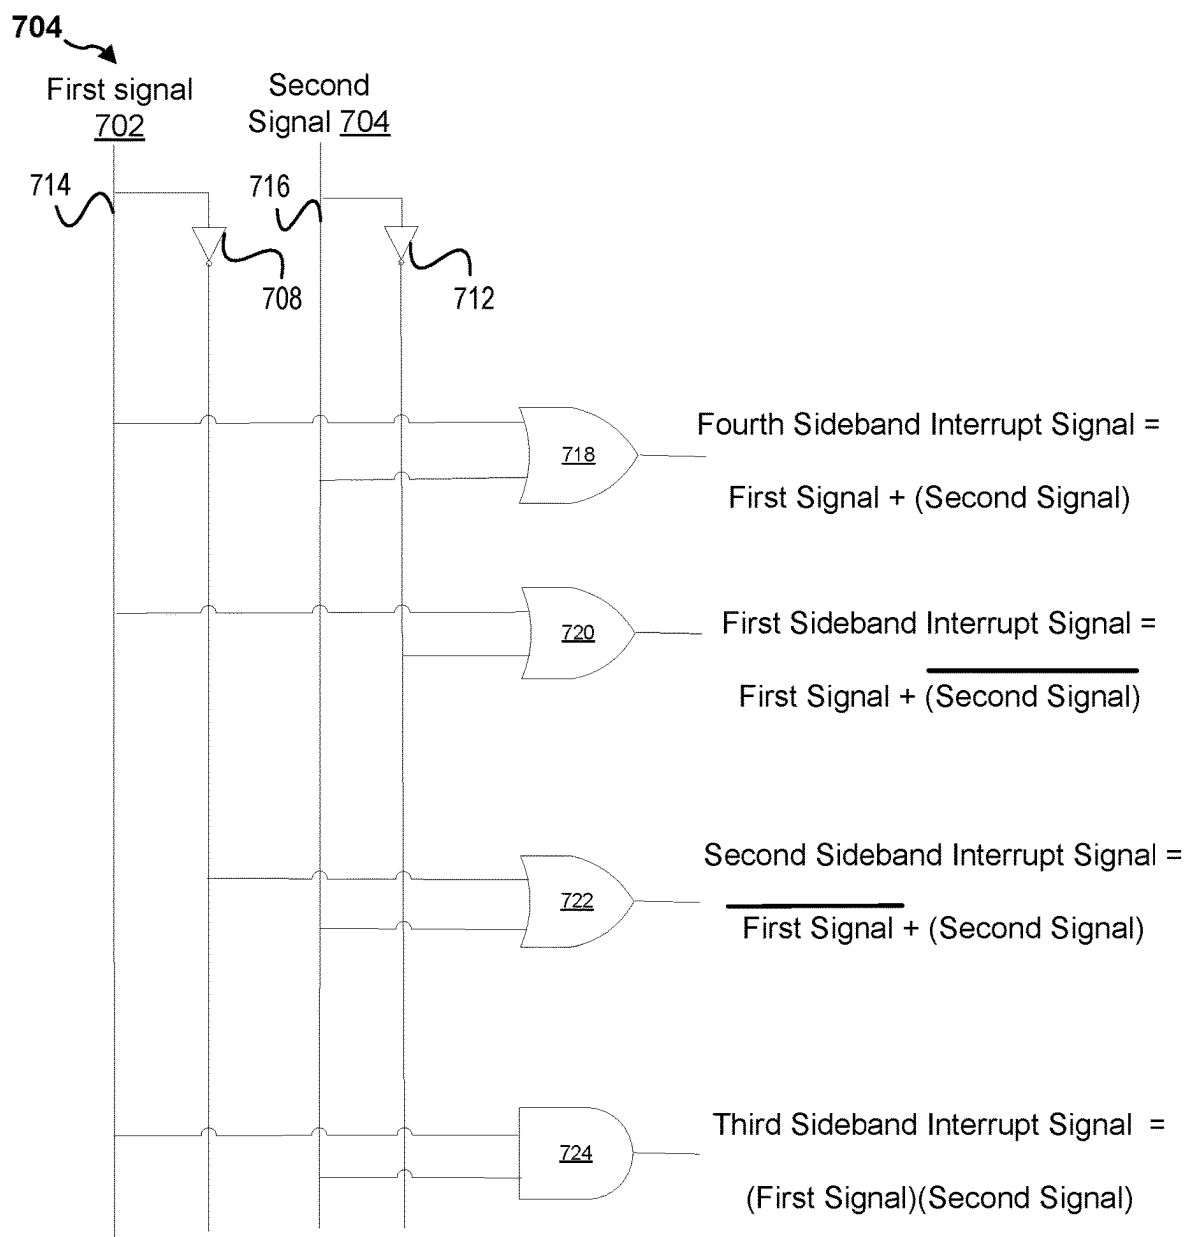 704
First signal
702
Second
Signal 704
714
716
708
712
718
Fourth Sideband Interrupt Signal =
First Signal + (Second Signal)
720
First Sideband Interrupt Signal =
First Signal + (Second Signal)
722
Second Sideband Interrupt Signal =
First Signal + (Second Signal)
724
Third Sideband Interrupt Signal =
(First Signal)(Second Signal)